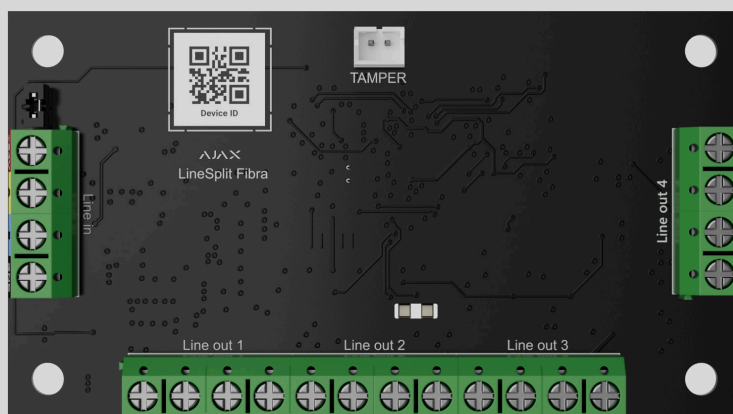 TAMPER
Device ID
AJAX
LineSplit Fibra
Line in
Line out 4
Line out 1
Line out 2
Line out 3